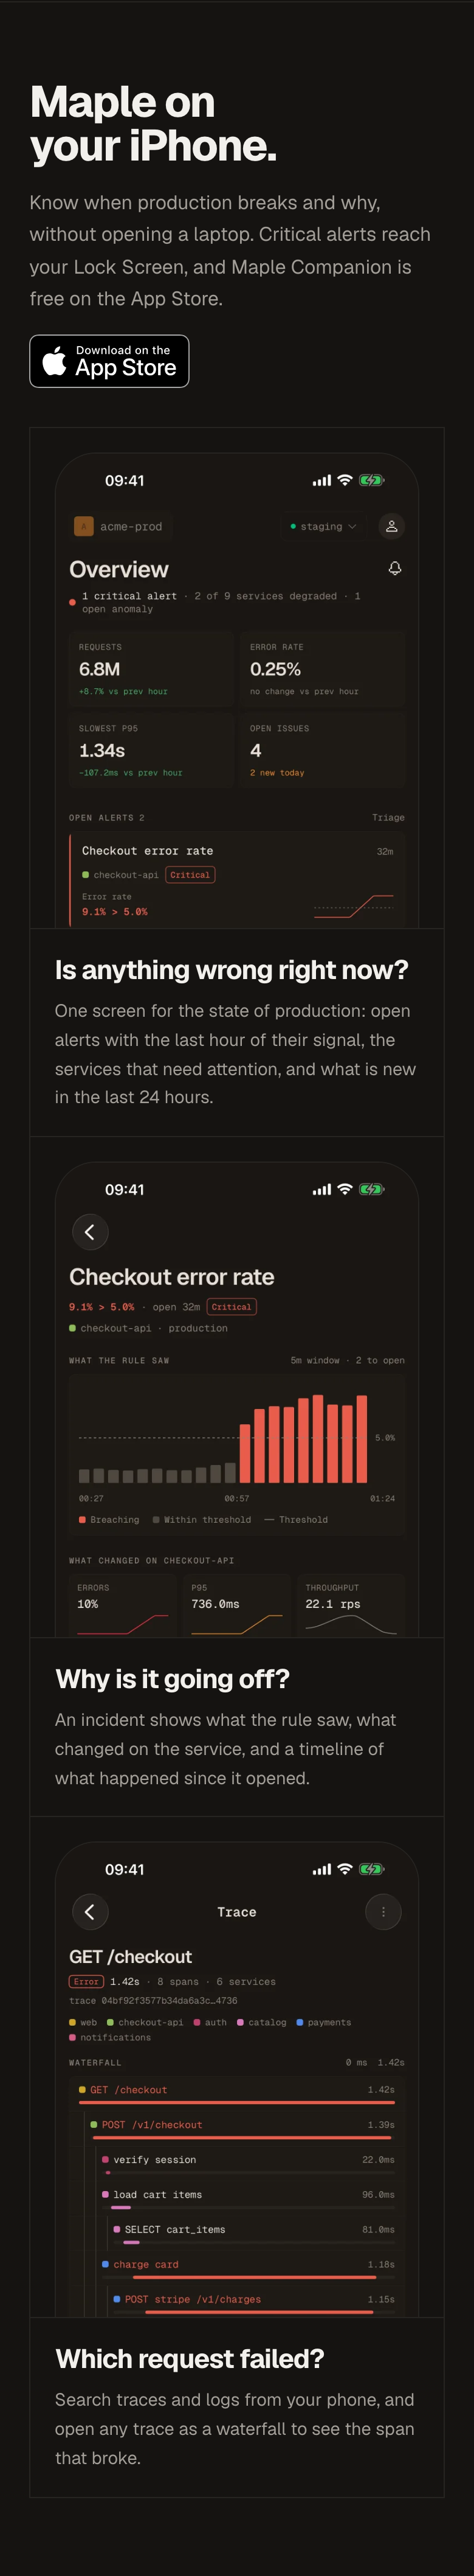 Maple on
your iPhone.
Know when production breaks and why,
without opening a laptop. Critical alerts reach
your Lock Screen, and Maple Companion is
free on the App Store.
Download on the
App Store
09:41
A acme-prod
staging
Overview
1 critical alert · 2 of 9 services degraded · 1
open anomaly
REQUESTS
6.8M
+8.7% vs prev hour
ERROR RATE
0.25%
no change vs prev hour
SLOWEST P95
1.34s
-107.2ms vs prev hour
OPEN ISSUES
4
2 new today
OPEN ALERTS 2
Triage
Checkout error rate
32m
checkout-api Critical
Error rate
9.1% > 5.0%
Is anything wrong right now?
One screen for the state of production: open
alerts with the last hour of their signal, the
services that need attention, and what is new
in the last 24 hours.
09:41
Checkout error rate
9.1% > 5.0% · open 32m Critical
checkout-api · production
WHAT THE RULE SAW
5m window · 2 to open
5.0%
00:27 00:57 01:24
Breaching Within threshold Threshold
WHAT CHANGED ON CHECKOUT-API
ERRORS
10%
P95
736.0ms
THROUGHPUT
22.1 rps
Why is it going off?
An incident shows what the rule saw, what
changed on the service, and a timeline of
what happened since it opened.
09:41
Trace
GET /checkout
Error 1.42s · 8 spans · 6 services
trace 04bf92f3577b34da6a3c…4736
web checkout-api auth catalog payments
notifications
WATERFALL
0 ms 1.42s
GET /checkout 1.42s
POST /v1/checkout 1.39s
verify session 22.0ms
load cart items 96.0ms
SELECT cart_items 81.0ms
charge card 1.18s
POST stripe /v1/charges 1.15s
Which request failed?
Search traces and logs from your phone, and
open any trace as a waterfall to see the span
that broke.